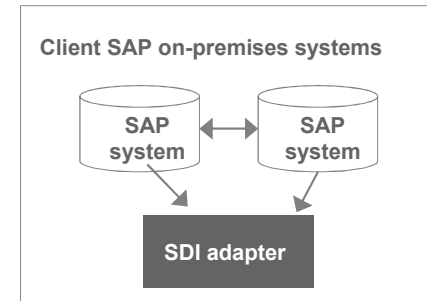 Client SAP on-premises systems
SAP
system
SAP
system
SDI adapter